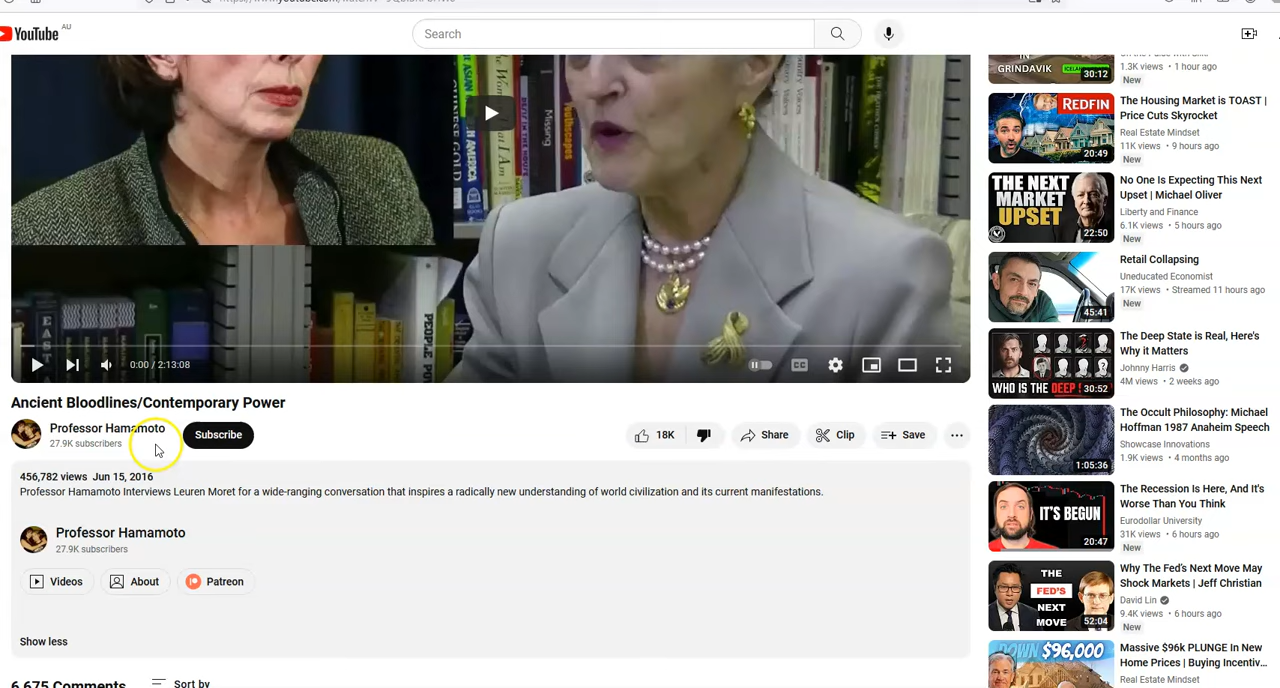 YouTube AU
Search
ASIAN
CHINESE GOLD
IN AMERICA
Missing
Youthscapes
EAST
PEOPLE PO
0:00 / 2:13:08
CC
Ancient Bloodlines/Contemporary Power
Professor Hamamoto
27.9K subscribers
Subscribe
18K
Share
Clip
Save
456,782 views Jun 15, 2016
Professor Hamamoto Interviews Leuren Moret for a wide-ranging conversation that inspires a radically new understanding of world civilization and its current manifestations.
Professor Hamamoto
27.9K subscribers
Videos
About
Patreon
Show less
6,675 Comments
Sort by
IN
GRINDAVIK
30:12
1.3K views • 1 hour ago
New
REDFIN
20:49
The Housing Market is TOAST |
Price Cuts Skyrocket
Real Estate Mindset
11K views • 9 hours ago
New
THE NEXT
MARKET
UPSET
22:50
No One Is Expecting This Next
Upset | Michael Oliver
Liberty and Finance
6.1K views • 5 hours ago
New
45:41
Retail Collapsing
Uneducated Economist
17K views • Streamed 11 hours ago
New
WHO IS THE DEEP
30:52
The Deep State is Real, Here's
Why it Matters
Johnny Harris
4M views • 2 weeks ago
1:05:36
The Occult Philosophy: Michael
Hoffman 1987 Anaheim Speech
Showcase Innovations
1.9K views • 4 months ago
IT'S BEGUN
20:47
The Recession Is Here, And It's
Worse Than You Think
Eurodollar University
31K views • 6 hours ago
New
THE
FED'S
NEXT
MOVE
52:04
Why The Fed's Next Move May
Shock Markets | Jeff Christian
David Lin
9.4K views • 6 hours ago
New
DOWN $96,000
Massive $96k PLUNGE In New
Home Prices | Buying Incentiv...
Real Estate Mindset